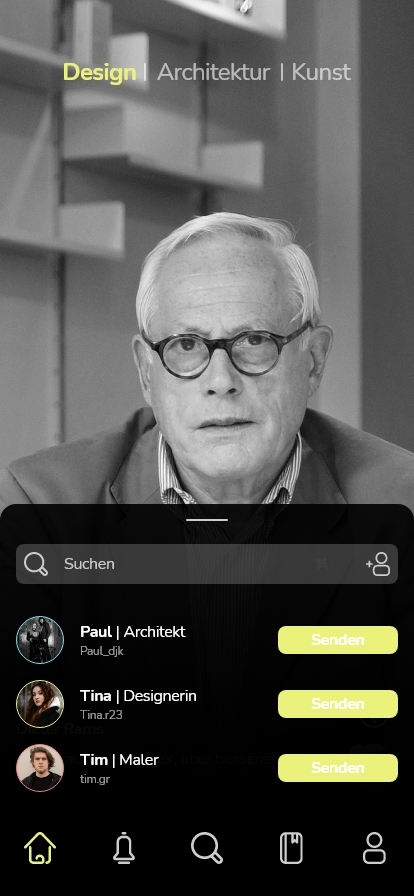 Design | Architektur | Kunst
Suchen
Paul | Architekt
Paul_djk
Senden
Tina | Designerin
Tina.r23
Senden
Tim | Maler
tim.gr
Senden